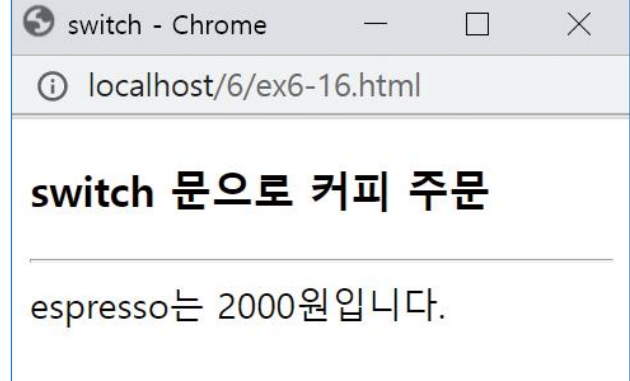 switch - Chrome
localhost/6/ex6-16.html
switch 문으로 커피 주문
espresso는 2000원입니다.